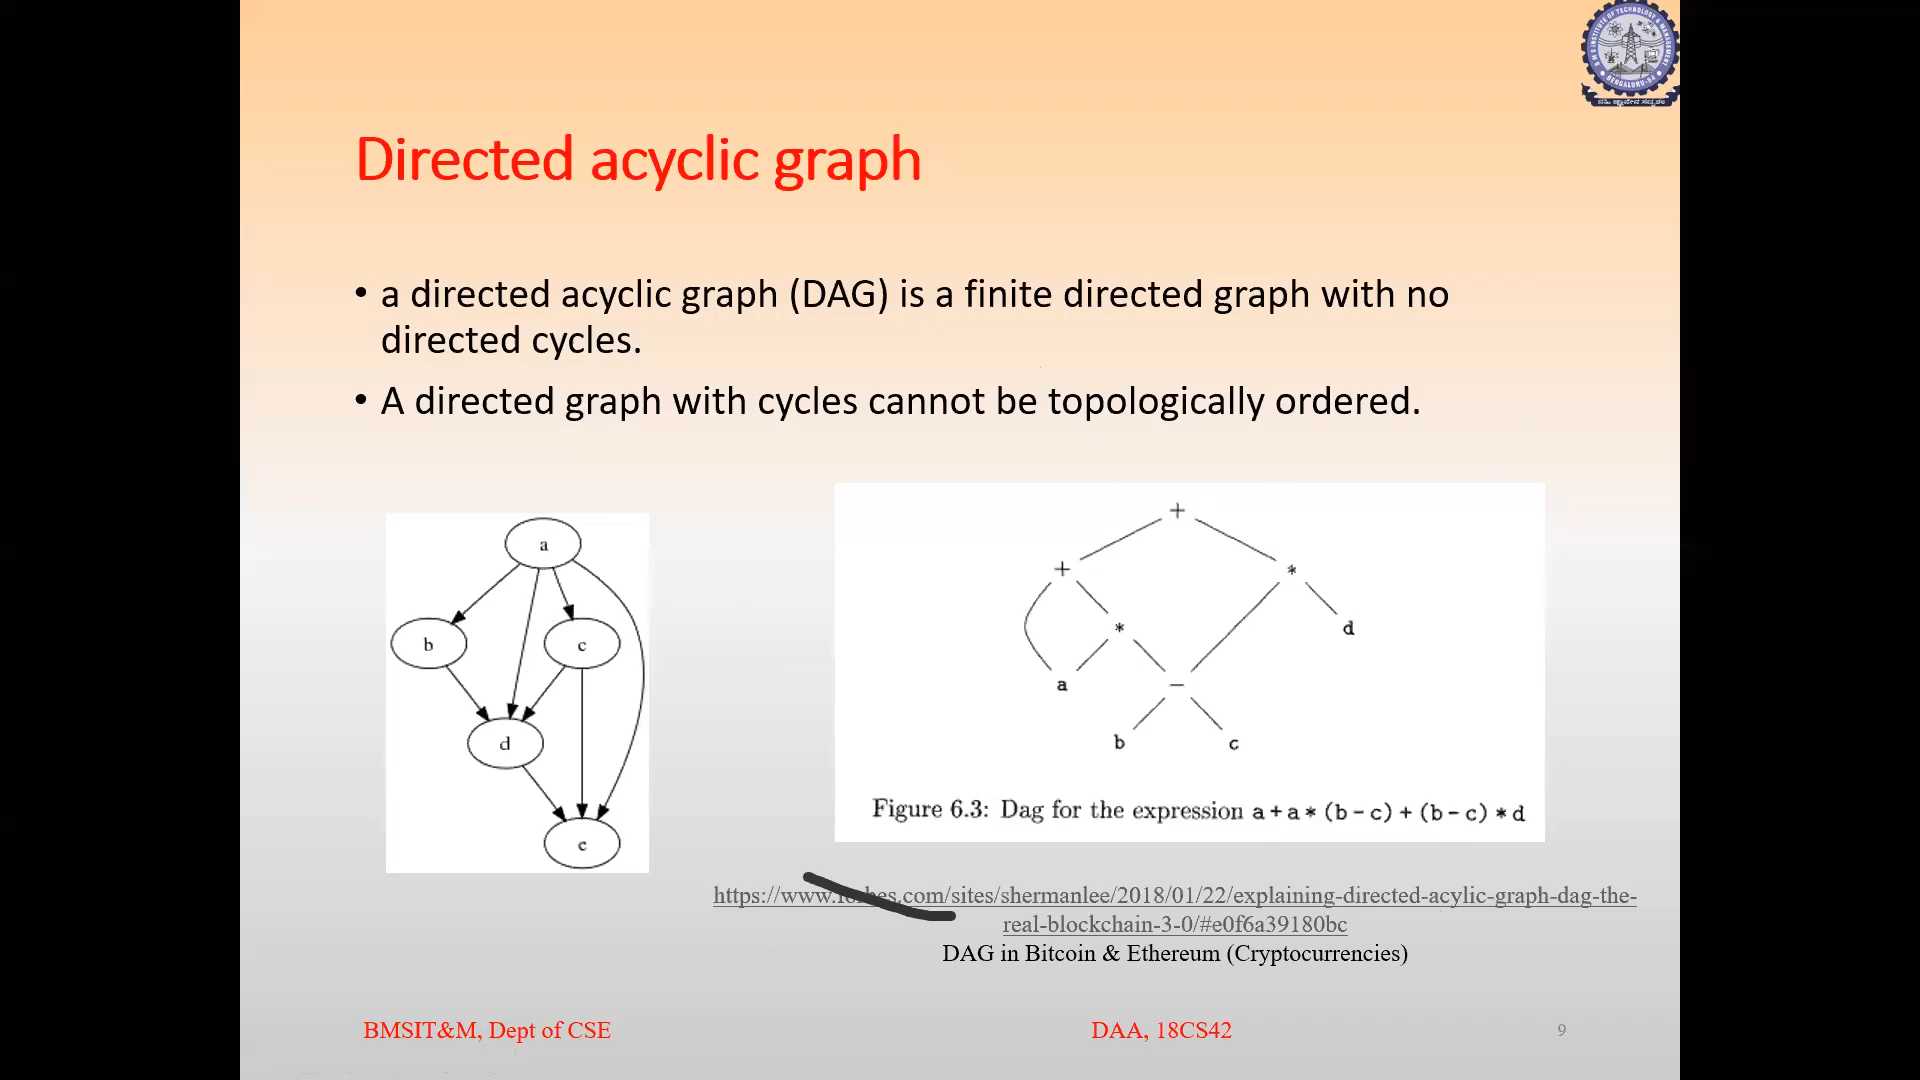 Directed acyclic graph
• a directed acyclic graph (DAG) is a finite directed graph with no
directed cycles.
• A directed graph with cycles cannot be topologically ordered.
a
b
c
d
e
+
+
*
*
d
a
−
b
c
Figure 6.3: Dag for the expression a+a*(b-c)+(b-c)*d
https://www.forbes.com/sites/shermanlee/2018/01/22/explaining-directed-acylic-graph-dag-the-
real-blockchain-3-0/#e0f6a39180bc
DAG in Bitcoin & Ethereum (Cryptocurrencies)
BMSIT&M, Dept of CSE
DAA, 18CS42
9